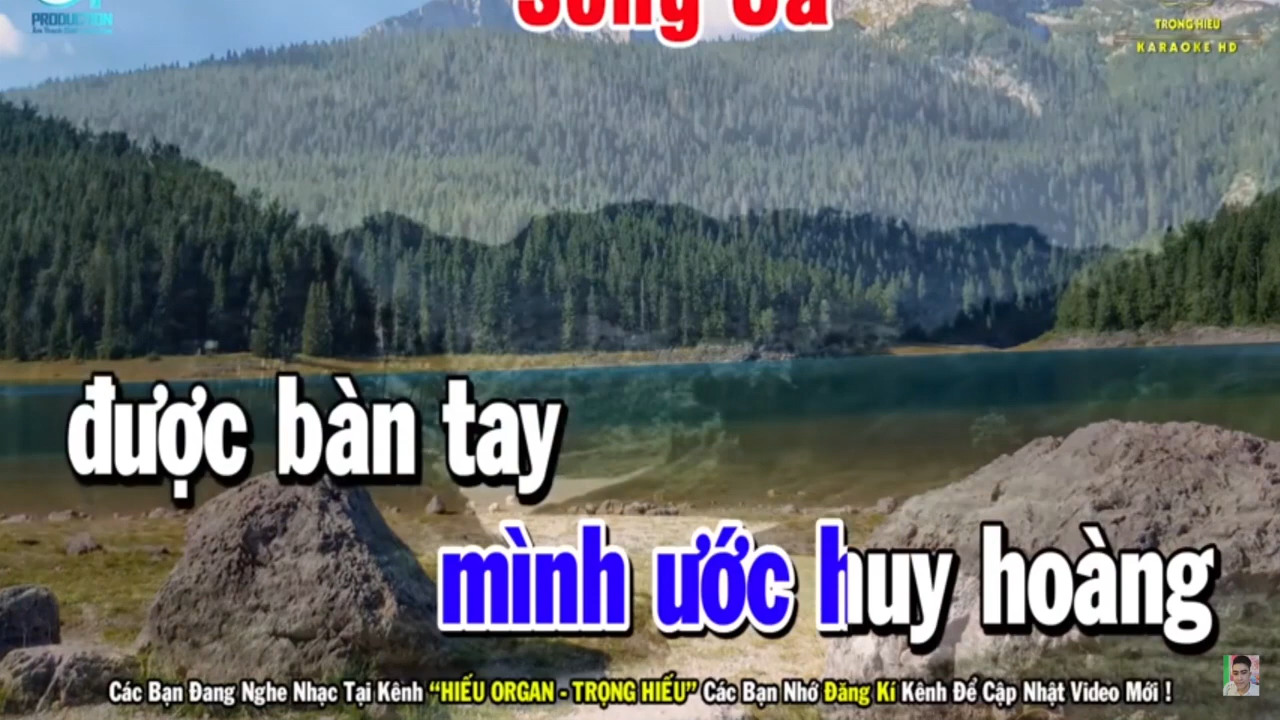 PRODUCTION
Song Ca
TRỌNG HIẾU
KARAOKE HD
được bàn tay
mình ước huy hoàng
Các Bạn Đang Nghe Nhạc Tại Kênh “HIẾU ORGAN - TRỌNG HIẾU” Các Bạn Nhớ Đăng Kí Kênh Để Cập Nhật Video Mới !